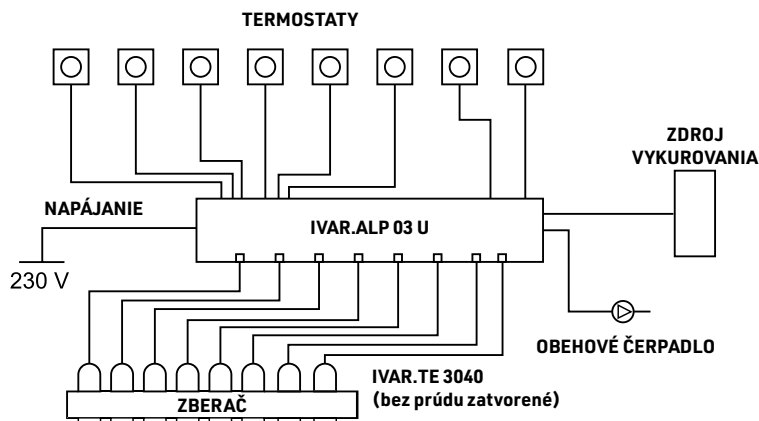 TERMOSTATY
ZDROJ
VYKUROVANIA
NAPÁJANIE
IVAR.ALP 03 U
230 V
OBEHOVÉ ČERPADLO
IVAR.TE 3040
(bez prúdu zatvorené)
ZBERAČ